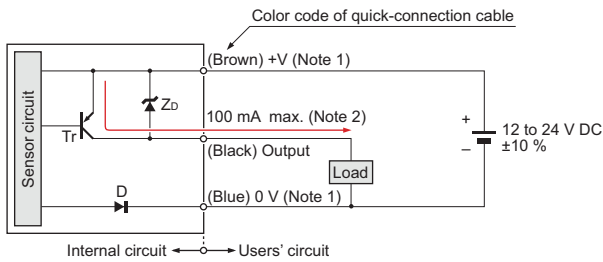 Color code of quick-connection cable
(Brown) +V (Note 1)
Sensor circuit
Tr
ZD
100 mA max. (Note 2)
(Black) Output
+
–
12 to 24 V DC
±10 %
Load
D
(Blue) 0 V (Note 1)
Internal circuit
Users' circuit